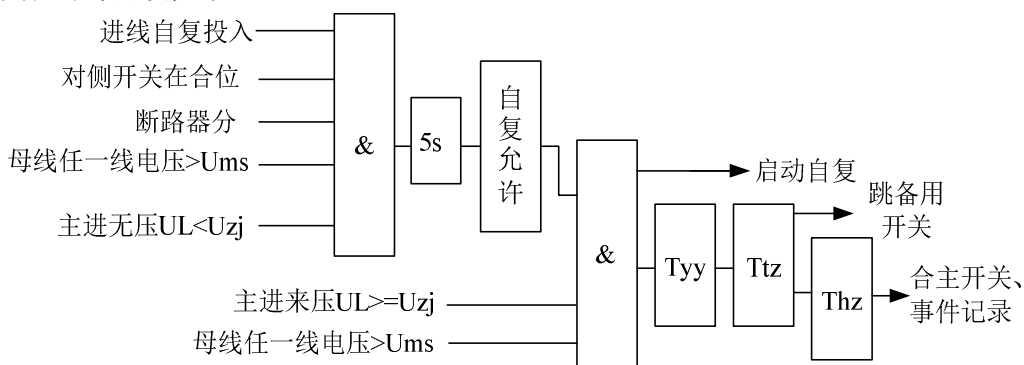 进线自复投入
对侧开关在合位
断路器分
母线任一线电压>Ums
主进无压UL<Uzj
&
5s
自
复
允
许
主进来压UL>=Uzj
母线任一线电压>Ums
&
启动自复
Tyy
Ttz
跳备用
开关
Thz
合主开关、
事件记录